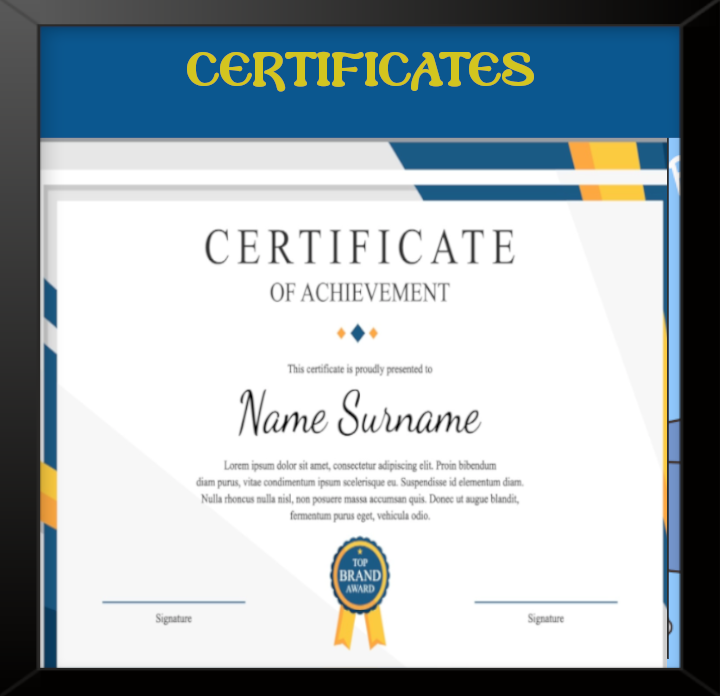 CERTIFICATES
CERTIFICATE
OF ACHIEVEMENT
This certificate is proudly presented to
Name Surname
Lorem ipsum dolor sit amet, consectetur adipiscing elit. Proin bibendum
diam purus, vitae condimentum ipsum scelerisque eu. Suspendisse id elementum diam.
Nulla rhoncus nulla nisl, non posuere massa accumsan quis. Donec ut augue blandit,
fermentum purus eget, vehicula odio.
TOP
BRAND
AWARD
Signature
Signature